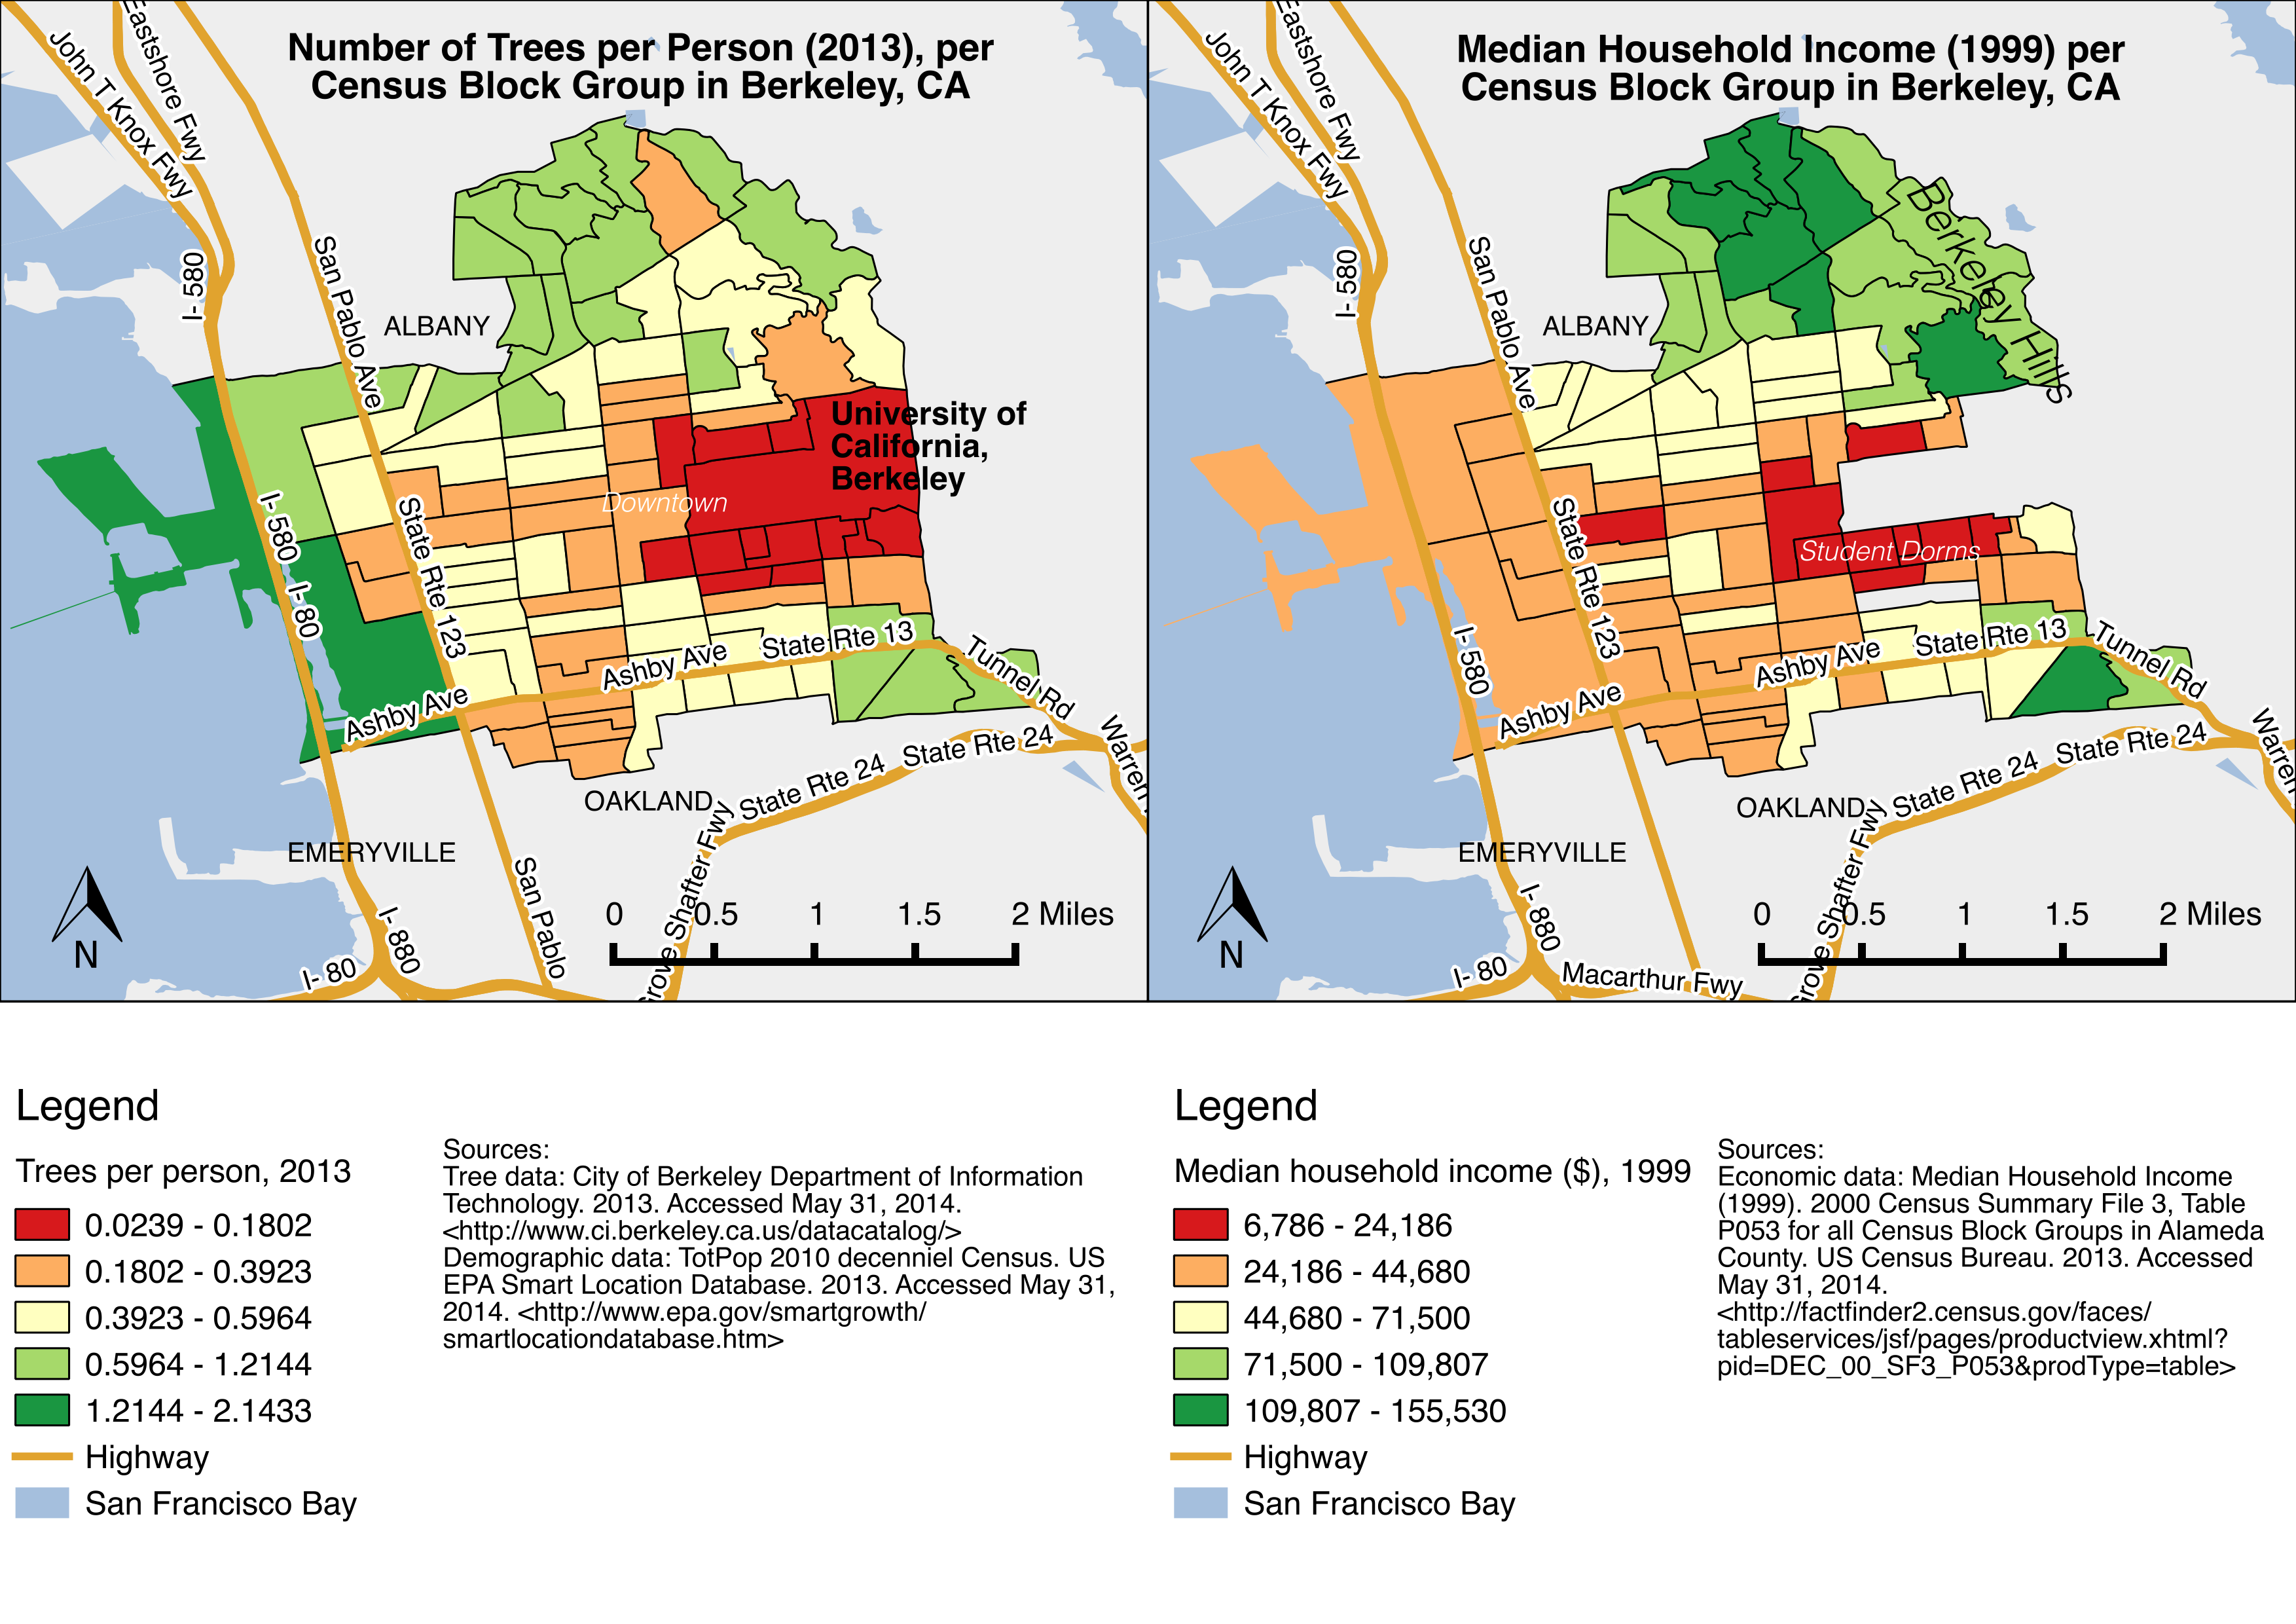 Number of Trees per Person (2013), per
Census Block Group in Berkeley, CA
John T Knox Fwy
Eastshore Fwy
I- 580
San Pablo Ave
ALBANY
University of
California,
Berkeley
Downtown
I- 580
State Rte 123
I- 80
State Rte 13
Ashby Ave
Tunnel Rd
Ashby Ave
Warren
State Rte 24
State Rte 24
OAKLAND
EMERYVILLE
Grove Shafter Fwy
San Pablo
I- 880
I- 80
N
0 0.5 1 1.5 2 Miles
Median Household Income (1999) per
Census Block Group in Berkeley, CA
John T Knox Fwy
Eastshore Fwy
Berkeley Hills
I- 580
San Pablo Ave
ALBANY
State Rte 123
Student Dorms
I- 580
State Rte 13
Ashby Ave
Tunnel Rd
Ashby Ave
Warren
State Rte 24
State Rte 24
OAKLAND
EMERYVILLE
Grove Shafter Fwy
I- 880
I- 80
Macarthur Fwy
N
0 0.5 1 1.5 2 Miles
Legend
Trees per person, 2013
0.0239 - 0.1802
0.1802 - 0.3923
0.3923 - 0.5964
0.5964 - 1.2144
1.2144 - 2.1433
Highway
San Francisco Bay
Sources:
Tree data: City of Berkeley Department of Information
Technology. 2013. Accessed May 31, 2014.
<http://www.ci.berkeley.ca.us/datacatalog/>
Demographic data: TotPop 2010 decenniel Census. US
EPA Smart Location Database. 2013. Accessed May 31,
2014. <http://www.epa.gov/smartgrowth/
smartlocationdatabase.htm>
Legend
Median household income ($), 1999
6,786 - 24,186
24,186 - 44,680
44,680 - 71,500
71,500 - 109,807
109,807 - 155,530
Highway
San Francisco Bay
Sources:
Economic data: Median Household Income
(1999). 2000 Census Summary File 3, Table
P053 for all Census Block Groups in Alameda
County. US Census Bureau. 2013. Accessed
May 31, 2014.
<http://factfinder2.census.gov/faces/
tableservices/jsf/pages/productview.xhtml?
pid=DEC_00_SF3_P053&prodType=table>